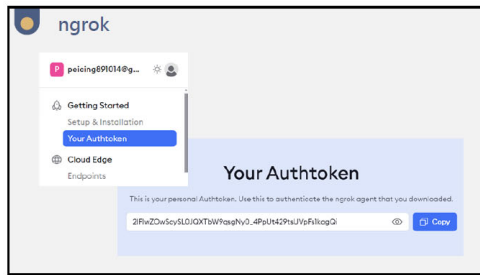 ngrok
P peicing891014@g...
Getting Started
Setup & Installation
Your Authtoken
Cloud Edge
Endpoints
Your Authtoken
This is your personal Authtoken. Use this to authenticate the ngrok agent that you downloaded.
Copy